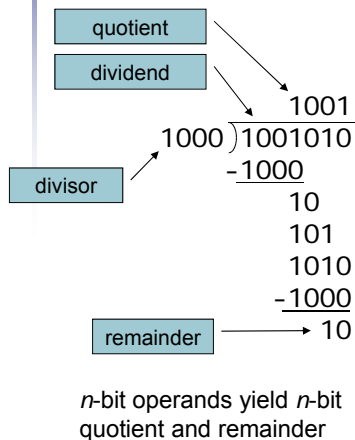 quotient
dividend
1001
1000 ) 1001010
divisor
-1000
10
101
1010
-1000
remainder
10
n-bit operands yield n-bit
quotient and remainder